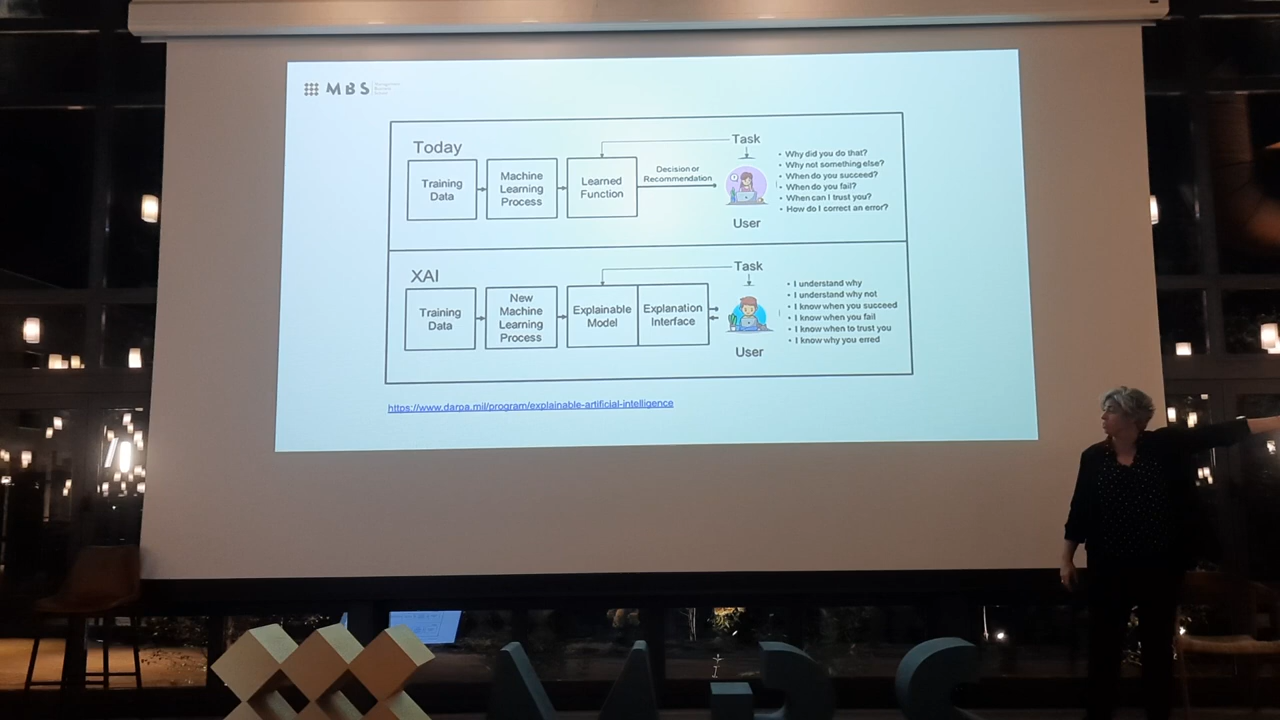 MBS
Today
Training
Data
Machine
Learning
Process
Learned
Function
Decision or
Recommendation
Task
User
• Why did you do that?
• Why not something else?
• When do you succeed?
• When do you fail?
• When can I trust you?
• How do I correct an error?
XAI
Training
Data
New
Machine
Learning
Process
Explainable
Model
Explanation
Interface
Task
User
• I understand why
• I understand why not
• I know when you succeed
• I know when you fail
• I know when to trust you
• I know why you erred
https://www.darpa.mil/program/explainable-artificial-intelligence
MBS